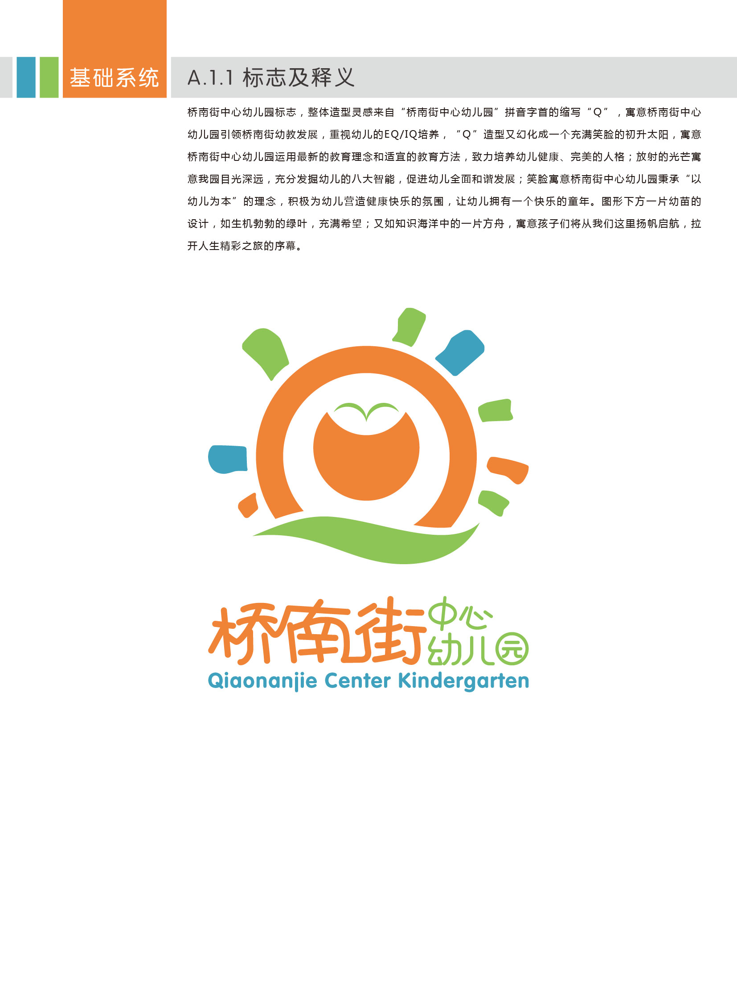 基础系统
A.1.1 标志及释义
桥南街中心幼儿园标志，整体造型灵感来自“桥南街中心幼儿园”拼音字首的缩写“Q”，寓意桥南街中心
幼儿园引领桥南街幼教发展，重视幼儿的EQ/IQ培养，“Q”造型又幻化成一个充满笑脸的初升太阳，寓意
桥南街中心幼儿园运用最新的教育理念和适宜的教育方法，致力培养幼儿健康、完美的人格；放射的光芒寓
意我园目光深远，充分发掘幼儿的八大智能，促进幼儿全面和谐发展；笑脸寓意桥南街中心幼儿园秉承“以
幼儿为本”的理念，积极为幼儿营造健康快乐的氛围，让幼儿拥有一个快乐的童年。图形下方一片幼苗的
设计，如生机勃勃的绿叶，充满希望；又如知识海洋中的一片方舟，寓意孩子们将从我们这里扬帆启航，拉
开人生精彩之旅的序幕。
桥南街中心
幼儿园
Qiaonanjie Center Kindergarten